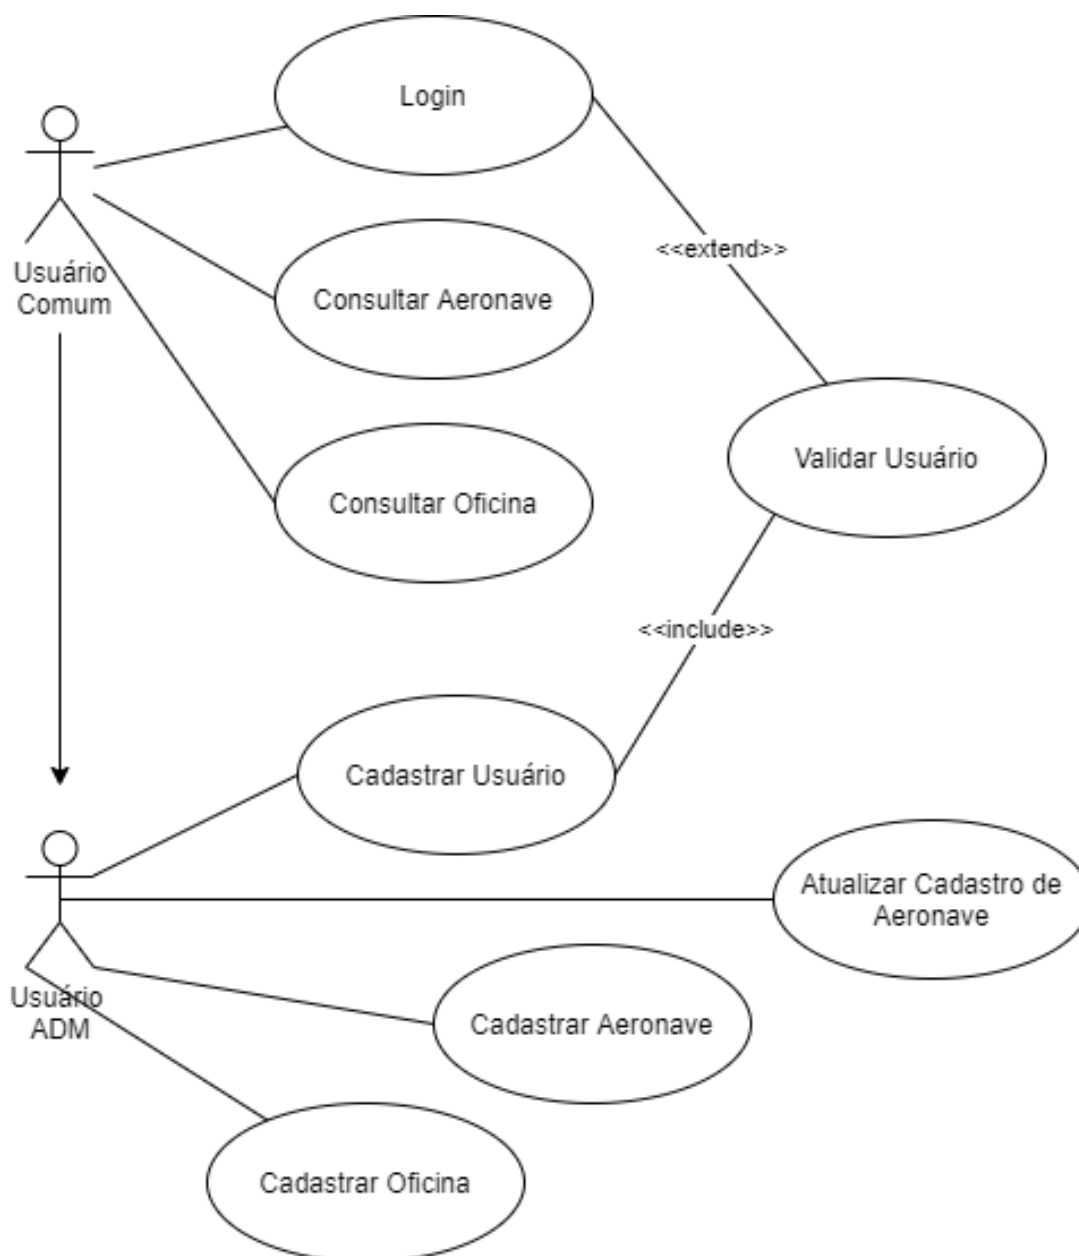 Login
Usuário
Comum
<<extend>>
Consultar Aeronave
Validar Usuário
Consultar Oficina
<<include>>
Cadastrar Usuário
Atualizar Cadastro de
Aeronave
Usuário
ADM
Cadastrar Aeronave
Cadastrar Oficina